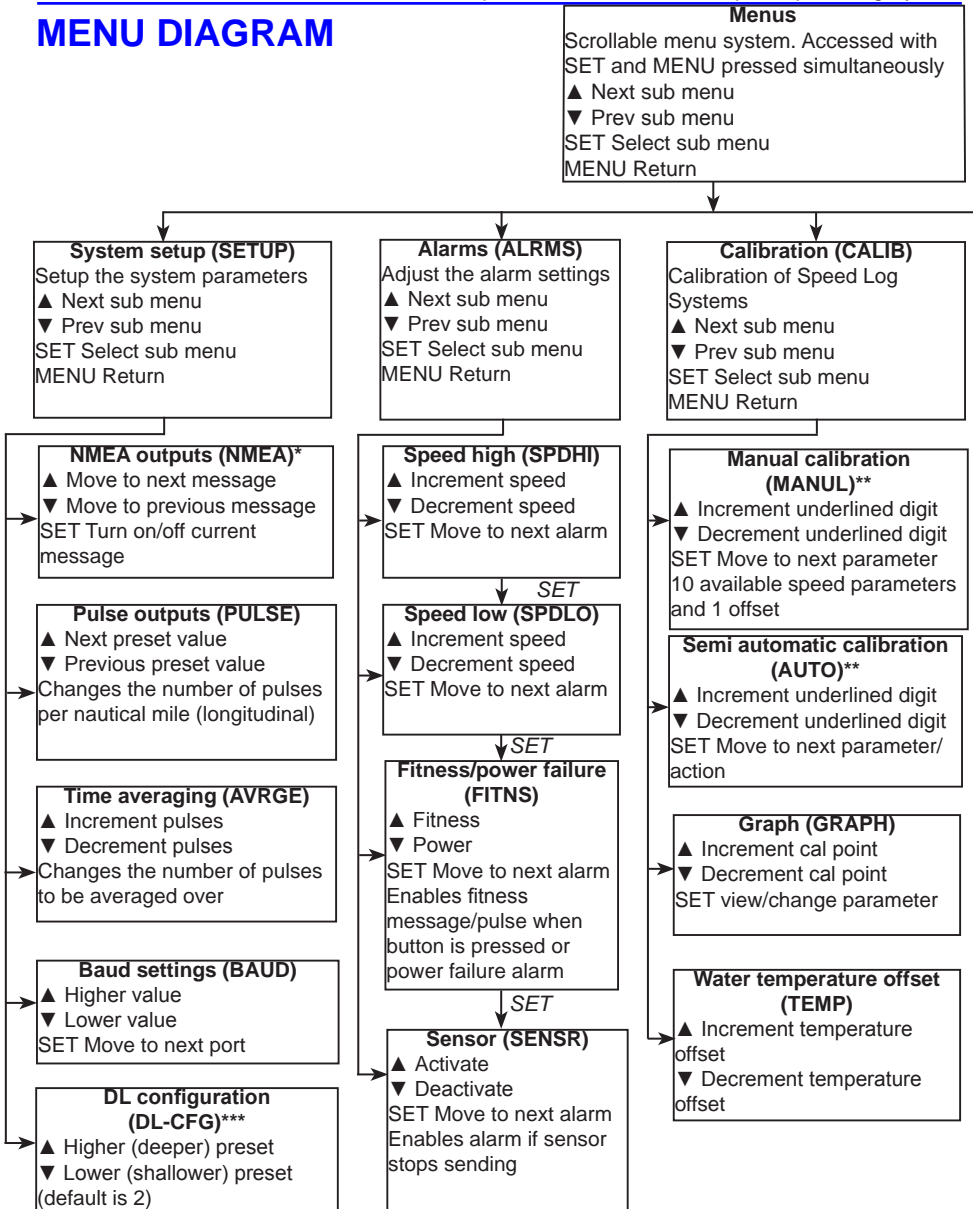 MENU DIAGRAM
Menus
Scrollable menu system. Accessed with
SET and MENU pressed simultaneously
▲ Next sub menu
▼ Prev sub menu
SET Select sub menu
MENU Return
System setup (SETUP)
Setup the system parameters
▲ Next sub menu
▼ Prev sub menu
SET Select sub menu
MENU Return
NMEA outputs (NMEA)*
▲ Move to next message
▼ Move to previous message
SET Turn on/off current
message
Pulse outputs (PULSE)
▲ Next preset value
▼ Previous preset value
Changes the number of pulses
per nautical mile (longitudinal)
Time averaging (AVRGE)
▲ Increment pulses
▼ Decrement pulses
Changes the number of pulses
to be averaged over
Baud settings (BAUD)
▲ Higher value
▼ Lower value
SET Move to next port
DL configuration
(DL-CFG)***
▲ Higher (deeper) preset
▼ Lower (shallower) preset
(default is 2)
Alarms (ALRMS)
Adjust the alarm settings
▲ Next sub menu
▼ Prev sub menu
SET Select sub menu
MENU Return
Speed high (SPDHI)
▲ Increment speed
▼ Decrement speed
SET Move to next alarm
SET
Speed low (SPDLO)
▲ Increment speed
▼ Decrement speed
SET Move to next alarm
SET
Fitness/power failure
(FITNS)
▲ Fitness
▼ Power
SET Move to next alarm
Enables fitness
message/pulse when
button is pressed or
power failure alarm
SET
Sensor (SENSR)
▲ Activate
▼ Deactivate
SET Move to next alarm
Enables alarm if sensor
stops sending
Calibration (CALIB)
Calibration of Speed Log
Systems
▲ Next sub menu
▼ Prev sub menu
SET Select sub menu
MENU Return
Manual calibration
(MANUL)**
▲ Increment underlined digit
▼ Decrement underlined digit
SET Move to next parameter
10 available speed parameters
and 1 offset
Semi automatic calibration
(AUTO)**
▲ Increment underlined digit
▼ Decrement underlined digit
SET Move to next parameter/
action
Graph (GRAPH)
▲ Increment cal point
▼ Decrement cal point
SET view/change parameter
Water temperature offset
(TEMP)
▲ Increment temperature
offset
▼ Decrement temperature
offset